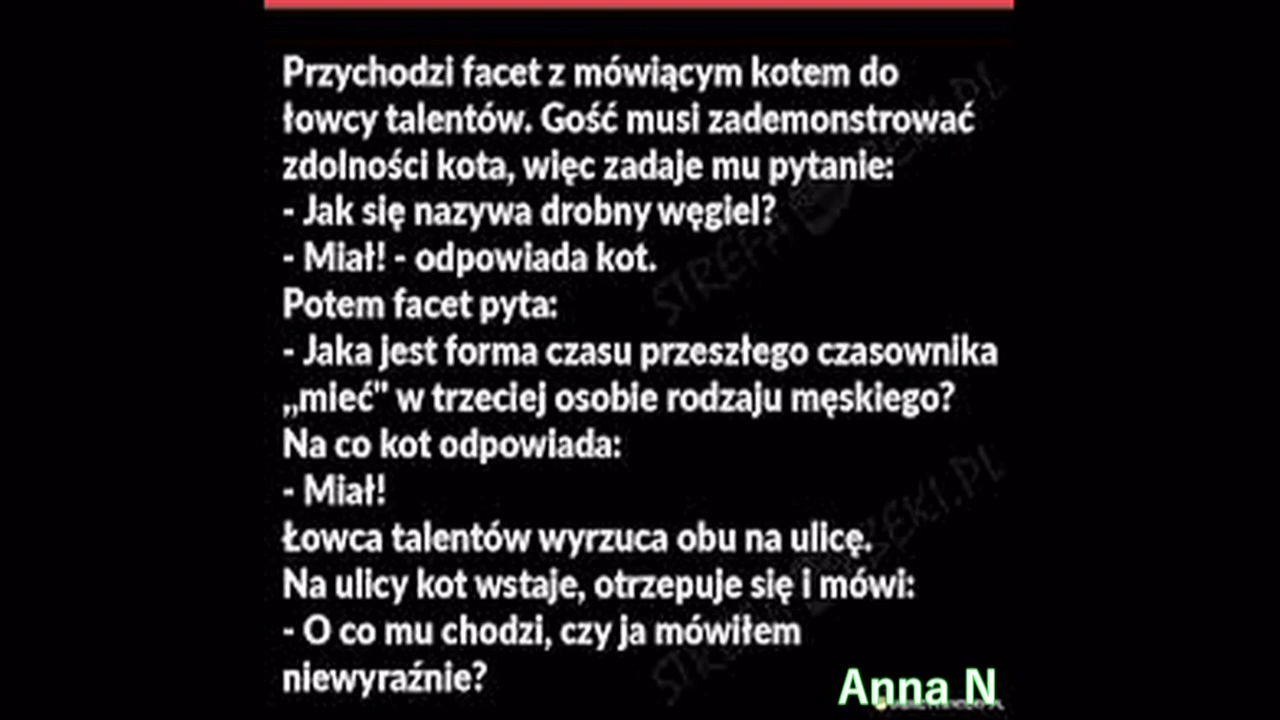 Przychodzi facet z mówiącym kotem do
łowcy talentów. Gość musi zademonstrować
zdolności kota, więc zadaje mu pytanie:
- Jak się nazywa drobny węgiel?
- Miał! - odpowiada kot.
Potem facet pyta:
- Jaka jest forma czasu przeszłego czasownika
„mieć" w trzeciej osobie rodzaju męskiego?
Na co kot odpowiada:
- Miał!
Łowca talentów wyrzuca obu na ulicę.
Na ulicy kot wstaje, otrzepuje się i mówi:
- O co mu chodzi, czy ja mówiłem
niewyraźnie?
Anna N